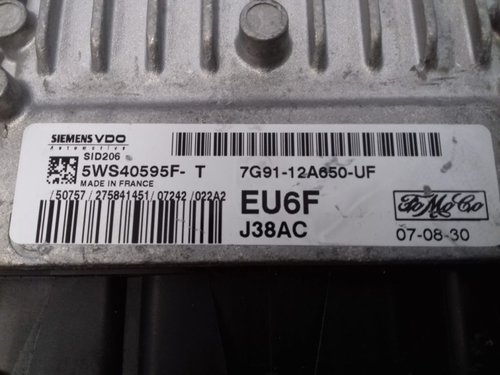 SIEMENS VDO
Automotive
SID206
5WS40595F- T
MADE IN FRANCE
/50757/275841451/07242/022A2
7G91-12A650-UF
EU6F
J38AC
FoMoCo
07-08-30